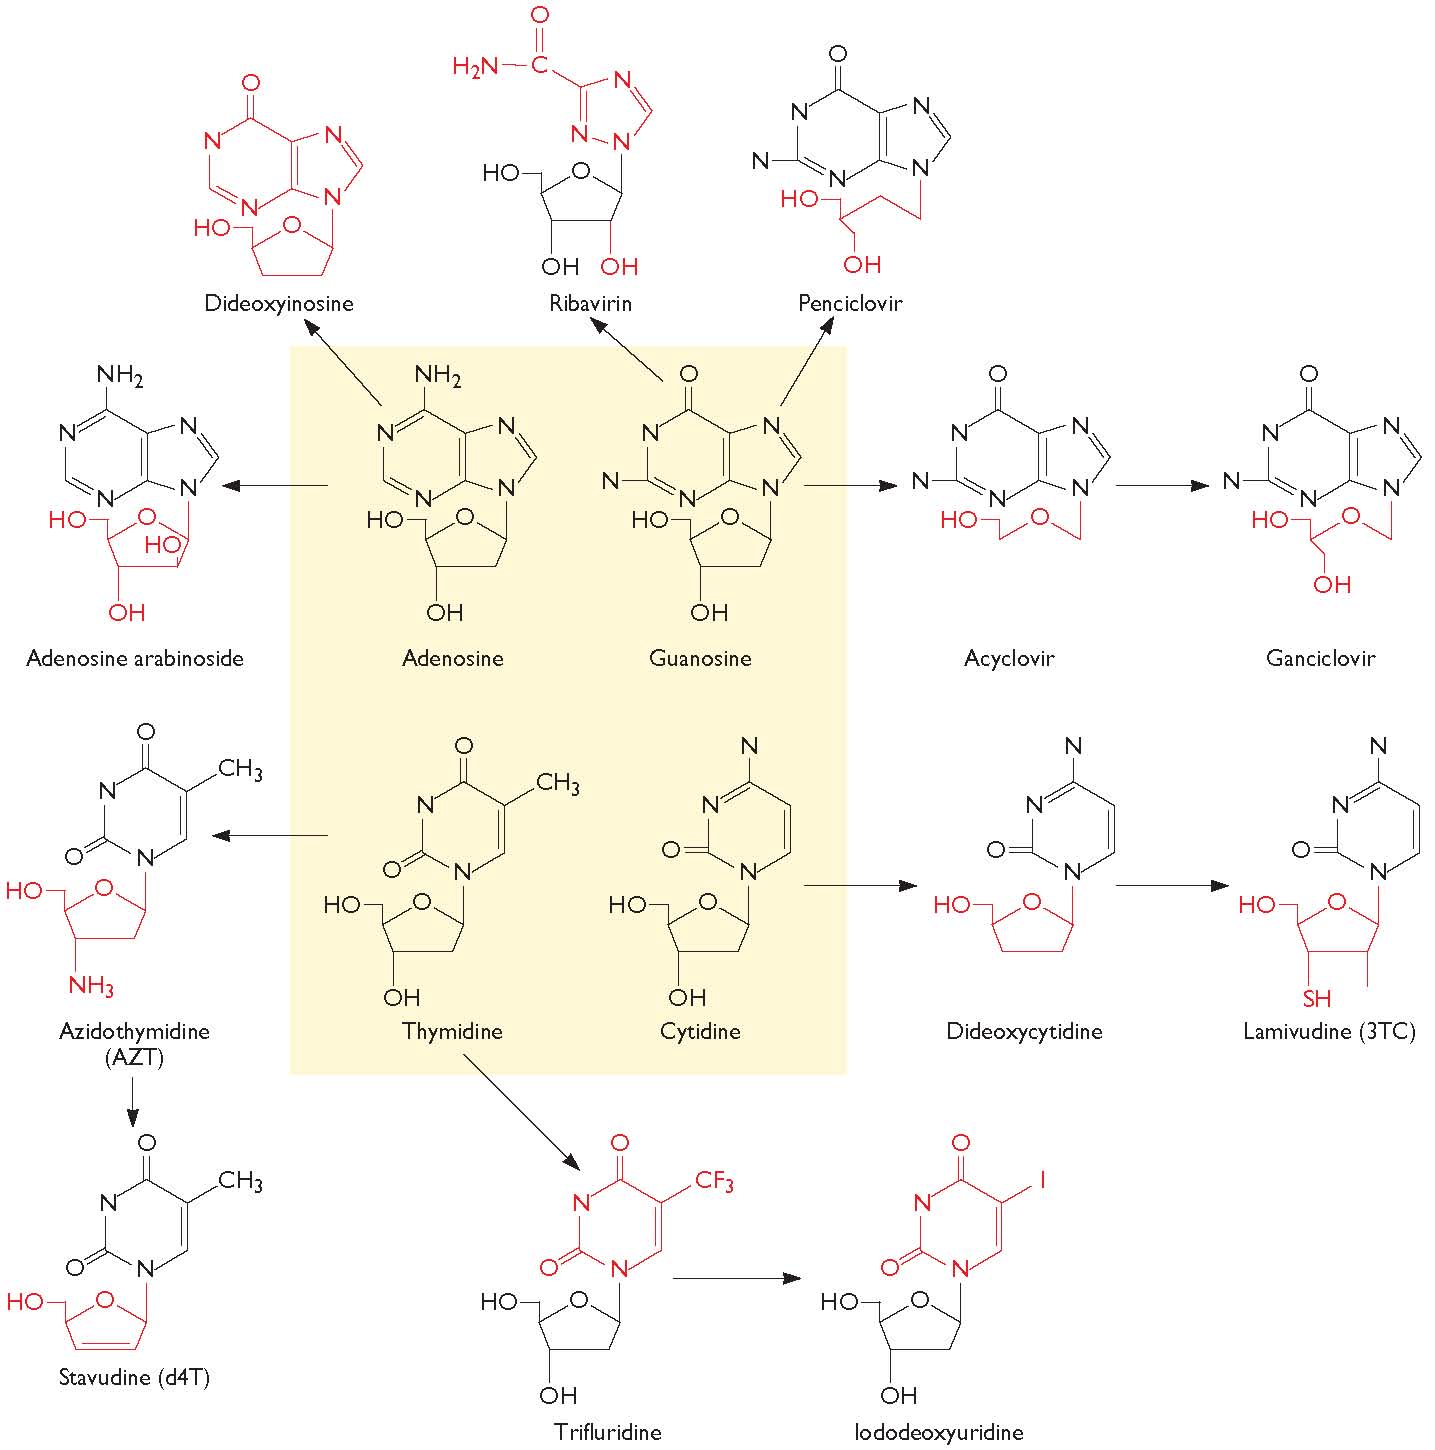 O
H₂N C N
N N
O
N N
N N
HO O
Dideoxyinosine
HO O
OH OH
Ribavirin
O
N N
N N N
HO
OH
Penciclovir
NH₂
N N
N N
HO O
HO
OH
Adenosine arabinoside
NH₂
N N
N N
HO O
OH
Adenosine
O
N N
N N N
HO O
OH
Guanosine
O
N N
N N N
HO O
Acyclovir
O
N N
N N N
HO O
OH
Ganciclovir
O
N CH₃
O N
HO O
NH₃
Azidothymidine
(AZT)
O
N CH₃
O N
HO O
OH
Thymidine
N
N
O N
HO O
OH
Cytidine
N
N
O N
HO O
Dideoxycytidine
N
N
O N
HO O
SH
Lamivudine (3TC)
O
N CH₃
O N
HO O
Stavudine (d4T)
O
N CF₃
O N
HO O
OH
Trifluridine
O
N I
O N
HO O
OH
Iododeoxyuridine